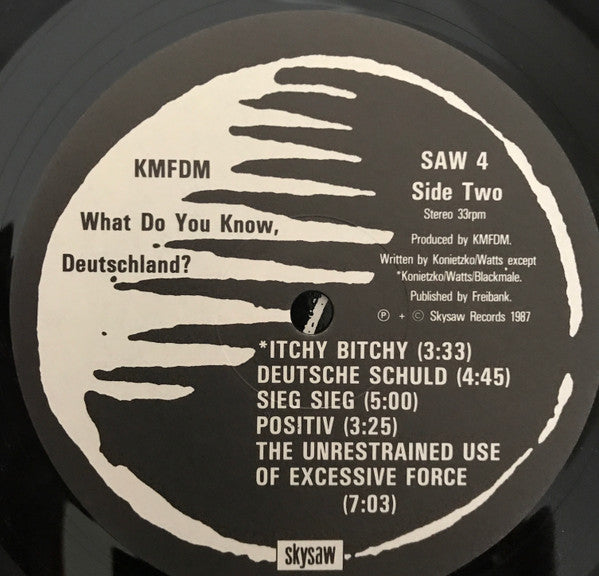 KMFDM
What Do You Know,
Deutschland?
SAW 4
Side Two
Stereo 33rpm
Produced by KMFDM.
Written by Konietzko/Watts except
*Konietzko/Watts/Blackmale.
Published by Freibank.
Ⓟ + © Skysaw Records 1987
*ITCHY BITCHY (3:33)
DEUTSCHE SCHULD (4:45)
SIEG SIEG (5:00)
POSITIV (3:25)
THE UNRESTRAINED USE
OF EXCESSIVE FORCE
(7:03)
skysaw